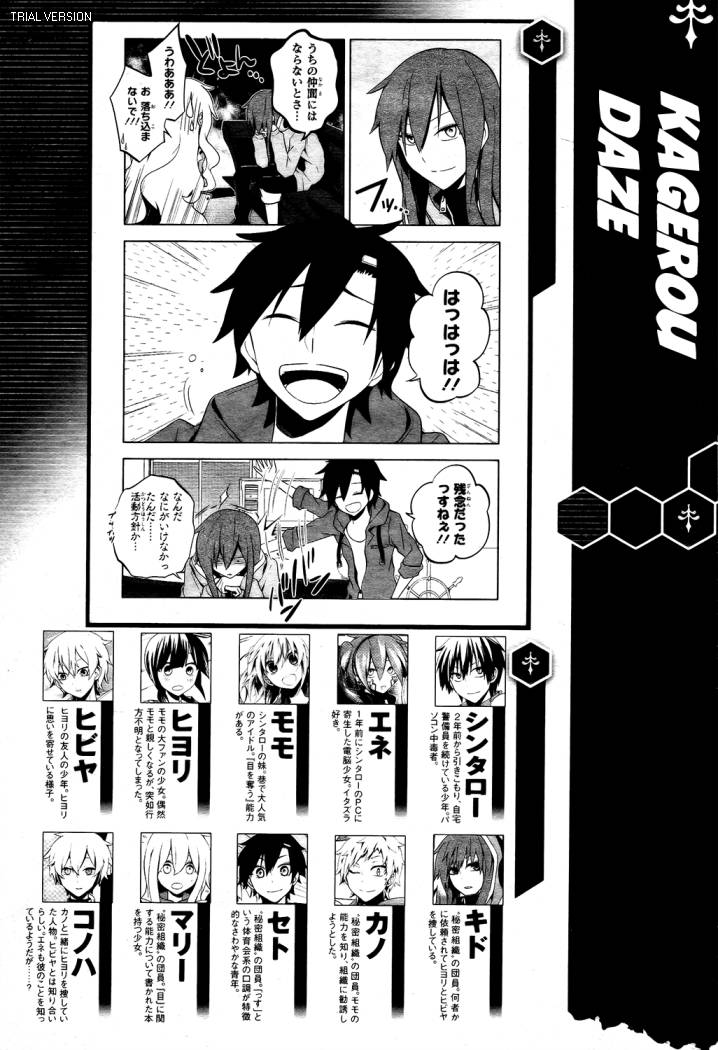 TRIAL VERSION
KAGEROU
DAZE
フッ…
うちの仲間には
ならないとさ…
ずどーん
うわあああ!!
お 落ち込ま
ないで!!
はっはっは!!
残念だった
っすねえ!!
なんだ
なにがいけなかっ
たんだ……
活動方針か…
シンタロー
2年前から引きこもり、自宅
警備員を続けている少年。パ
ソコン中毒者。
エネ
1年前にシンタローのPCに
寄生した電脳少女。イタズラ
好き。
モモ
シンタローの妹。巷で大人気
のアイドル。『目を奪う』能力
がある。
ヒヨリ
モモの大ファンの少女。偶然
モモと親しくなるが、突如行
方不明となってしまった。
ヒビヤ
ヒヨリの友人の少年。ヒヨリ
に思いを寄せている様子。
キド
“秘密組織”の団員。何者か
に依頼されてヒヨリとヒビヤ
を捜している。
カノ
“秘密組織”の団員。モモの
能力を知り、組織に勧誘し
ようとした。
セト
“秘密組織”の団員。「っす」と
いう体育会系の口調が特徴
的なさわやかな青年。
マリー
“秘密組織”の団員。『目』に関
する能力について書かれた本
を持つ少女。
コノハ
カノと一緒にヒヨリを捜してい
た人物。ヒビヤとは知り合い
らしい。エネも彼のことを知っ
ているようだが……?